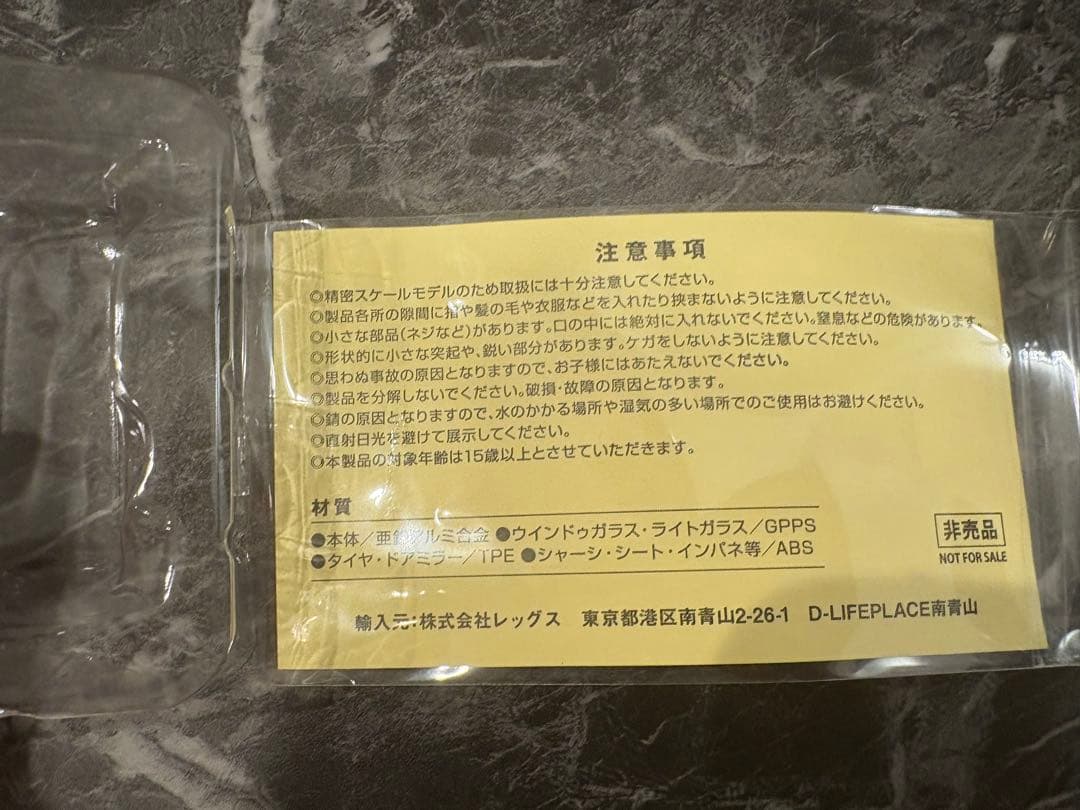 注意事項
◎精密スケールモデルのため取扱には十分注意してください。
◎製品各所の隙間に指や髪の毛や衣服などを入れたり挟まないように注意してください。
◎小さな部品(ネジなど)があります。口の中には絶対に入れないでください。窒息などの危険があります。
◎形状的に小さな突起や、鋭い部分があります。ケガをしないように注意してください。
◎思わぬ事故の原因となりますので、お子様にはあたえないでください。
◎製品を分解しないでください。破損・故障の原因となります。
◎錆の原因となりますので、水のかかる場所や湿気の多い場所でのご使用はお避けください。
◎直射日光を避けて展示してください。
◎本製品の対象年齢は15歳以上とさせていただきます。
材質
●本体/亜鉛アルミ合金 ●ウインドゥガラス・ライトガラス/GPPS
●タイヤ・ドアミラー/TPE ●シャーシ・シート・インパネ等/ABS
非売品
NOT FOR SALE
輸入元:株式会社レッグス 東京都港区南青山2-26-1 D-LIFEPLACE南青山